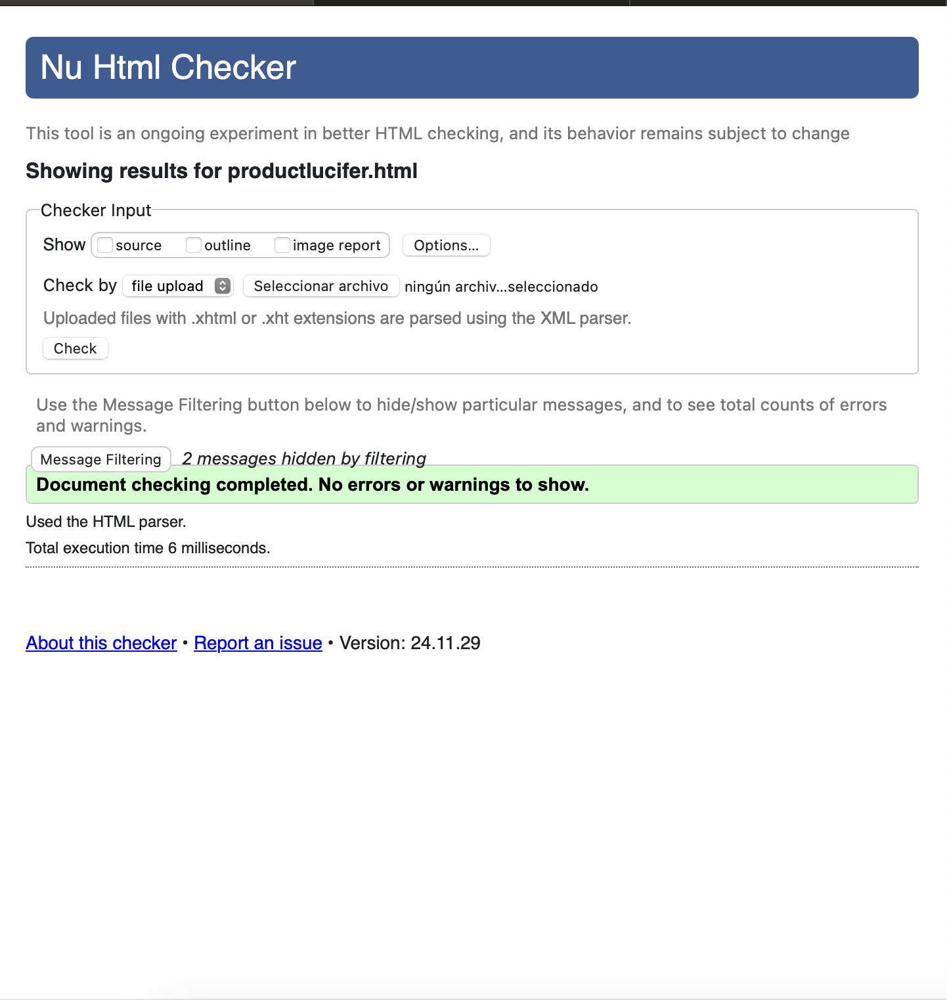 Nu Html Checker
This tool is an ongoing experiment in better HTML checking, and its behavior remains subject to change
Showing results for productlucifer.html
Checker Input
Show source outline image report Options...
Check by file upload Seleccionar archivo ningún archiv...seleccionado
Uploaded files with .xhtml or .xht extensions are parsed using the XML parser.
Check
Use the Message Filtering button below to hide/show particular messages, and to see total counts of errors
and warnings.
Message Filtering 2 messages hidden by filtering
Document checking completed. No errors or warnings to show.
Used the HTML parser.
Total execution time 6 milliseconds.
About this checker • Report an issue • Version: 24.11.29